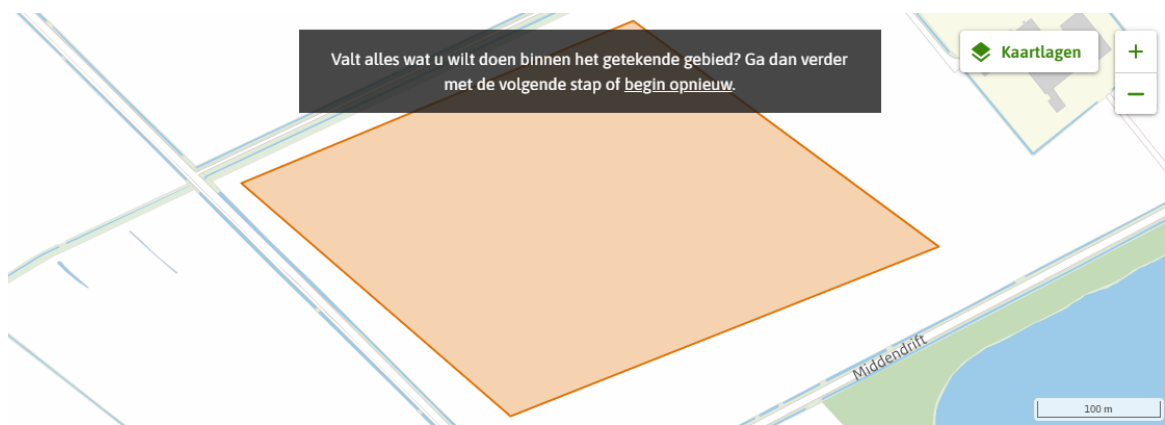 Valt alles wat u wilt doen binnen het getekende gebied? Ga dan verder
met de volgende stap of begin opnieuw.
Kaartlagen
+
−
Middendrift
100 m